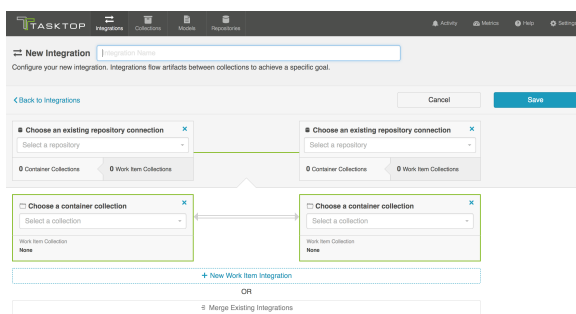 TASKTOP
Integrations
Collections
Models
Repositories
Activity
Metrics
Help
Settings
New Integration
Integration Name
Configure your new integration. Integrations flow artifacts between collections to achieve a specific goal.
Back to Integrations
Cancel
Save
Choose an existing repository connection ×
Select a repository
0 Container Collections 0 Work Item Collections
Choose an existing repository connection ×
Select a repository
0 Container Collections 0 Work Item Collections
Choose a container collection ×
Select a collection
Work Item Collection
None
Choose a container collection ×
Select a collection
Work Item Collection
None
+ New Work Item Integration
OR
Merge Existing Integrations